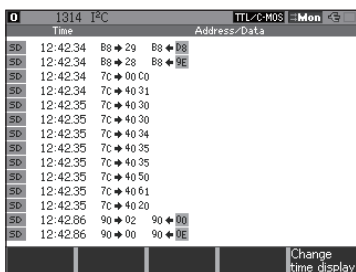 0 1314 I²C TTL/C-MOS Mon
Time Address/Data
SD 12:42.34 B8→29 B8←D8
SD 12:42.34 B8→28 B8←9E
SD 12:42.34 7C→00 C0
SD 12:42.34 7C→40 31
SD 12:42.35 7C→40 30
SD 12:42.35 7C→40 30
SD 12:42.35 7C→40 34
SD 12:42.35 7C→40 35
SD 12:42.35 7C→40 35
SD 12:42.35 7C→40 50
SD 12:42.35 7C→40 61
SD 12:42.35 7C→40 20
SD 12:42.86 90→02 90←00
SD 12:42.86 90→00 90←0E
Change
time display